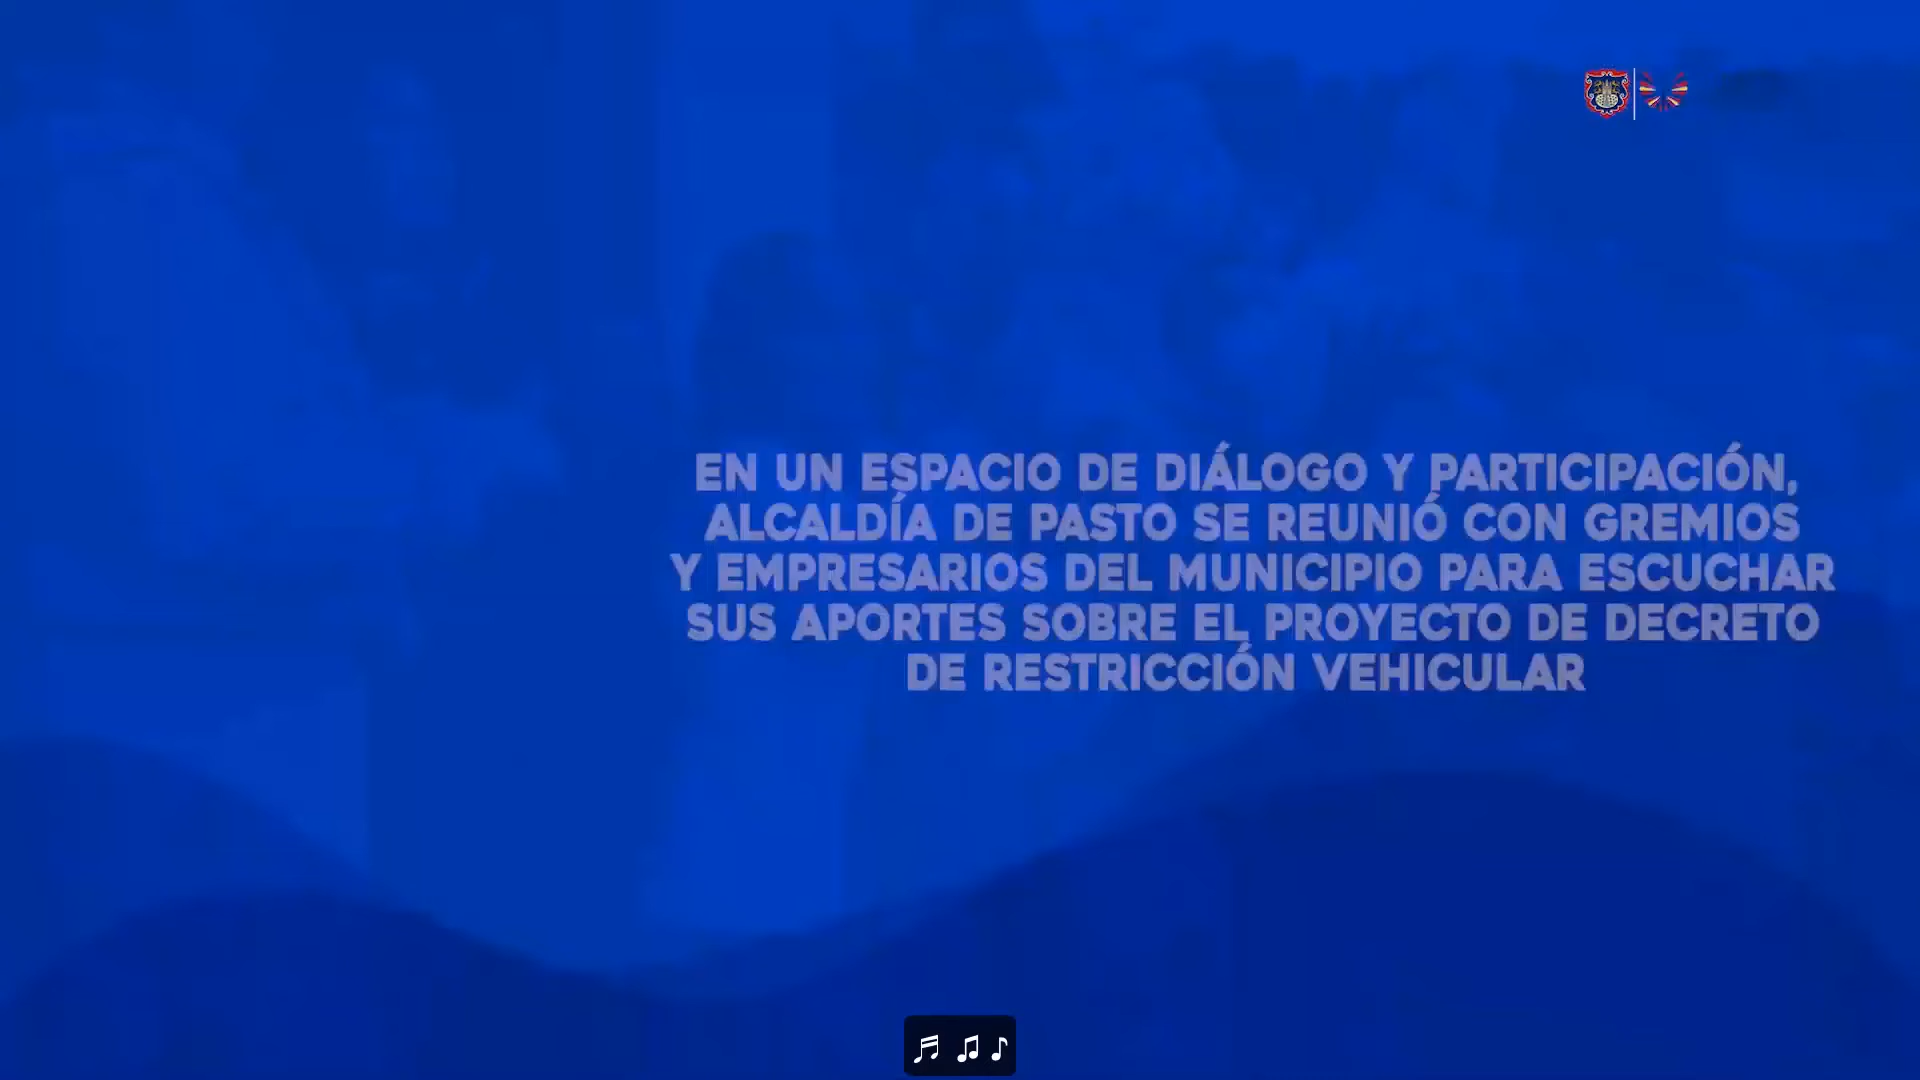 EN UN ESPACIO DE DIÁLOGO Y PARTICIPACIÓN,
ALCALDÍA DE PASTO SE REUNIÓ CON GREMIOS
Y EMPRESARIOS DEL MUNICIPIO PARA ESCUCHAR
SUS APORTES SOBRE EL PROYECTO DE DECRETO
DE RESTRICCIÓN VEHICULAR